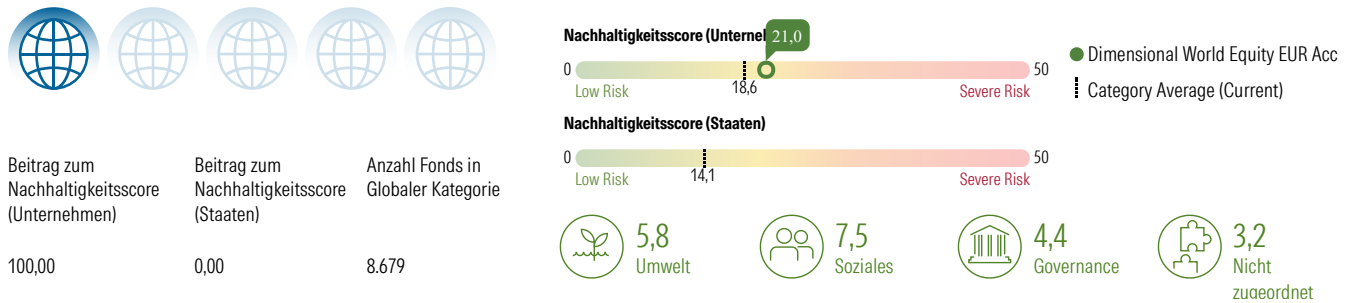 Beitrag zum
Nachhaltigkeitsscore
(Unternehmen)
100,00
Beitrag zum
Nachhaltigkeitsscore
(Staaten)
0,00
Anzahl Fonds in
Globaler Kategorie
8.679
Nachhaltigkeitsscore (Unternel 21,0
0 50
Low Risk 18,6 Severe Risk
Nachhaltigkeitsscore (Staaten)
0 50
Low Risk 14,1 Severe Risk
Dimensional World Equity EUR Acc
Category Average (Current)
5,8
Umwelt
7,5
Soziales
4,4
Governance
3,2
Nicht
zugeordnet